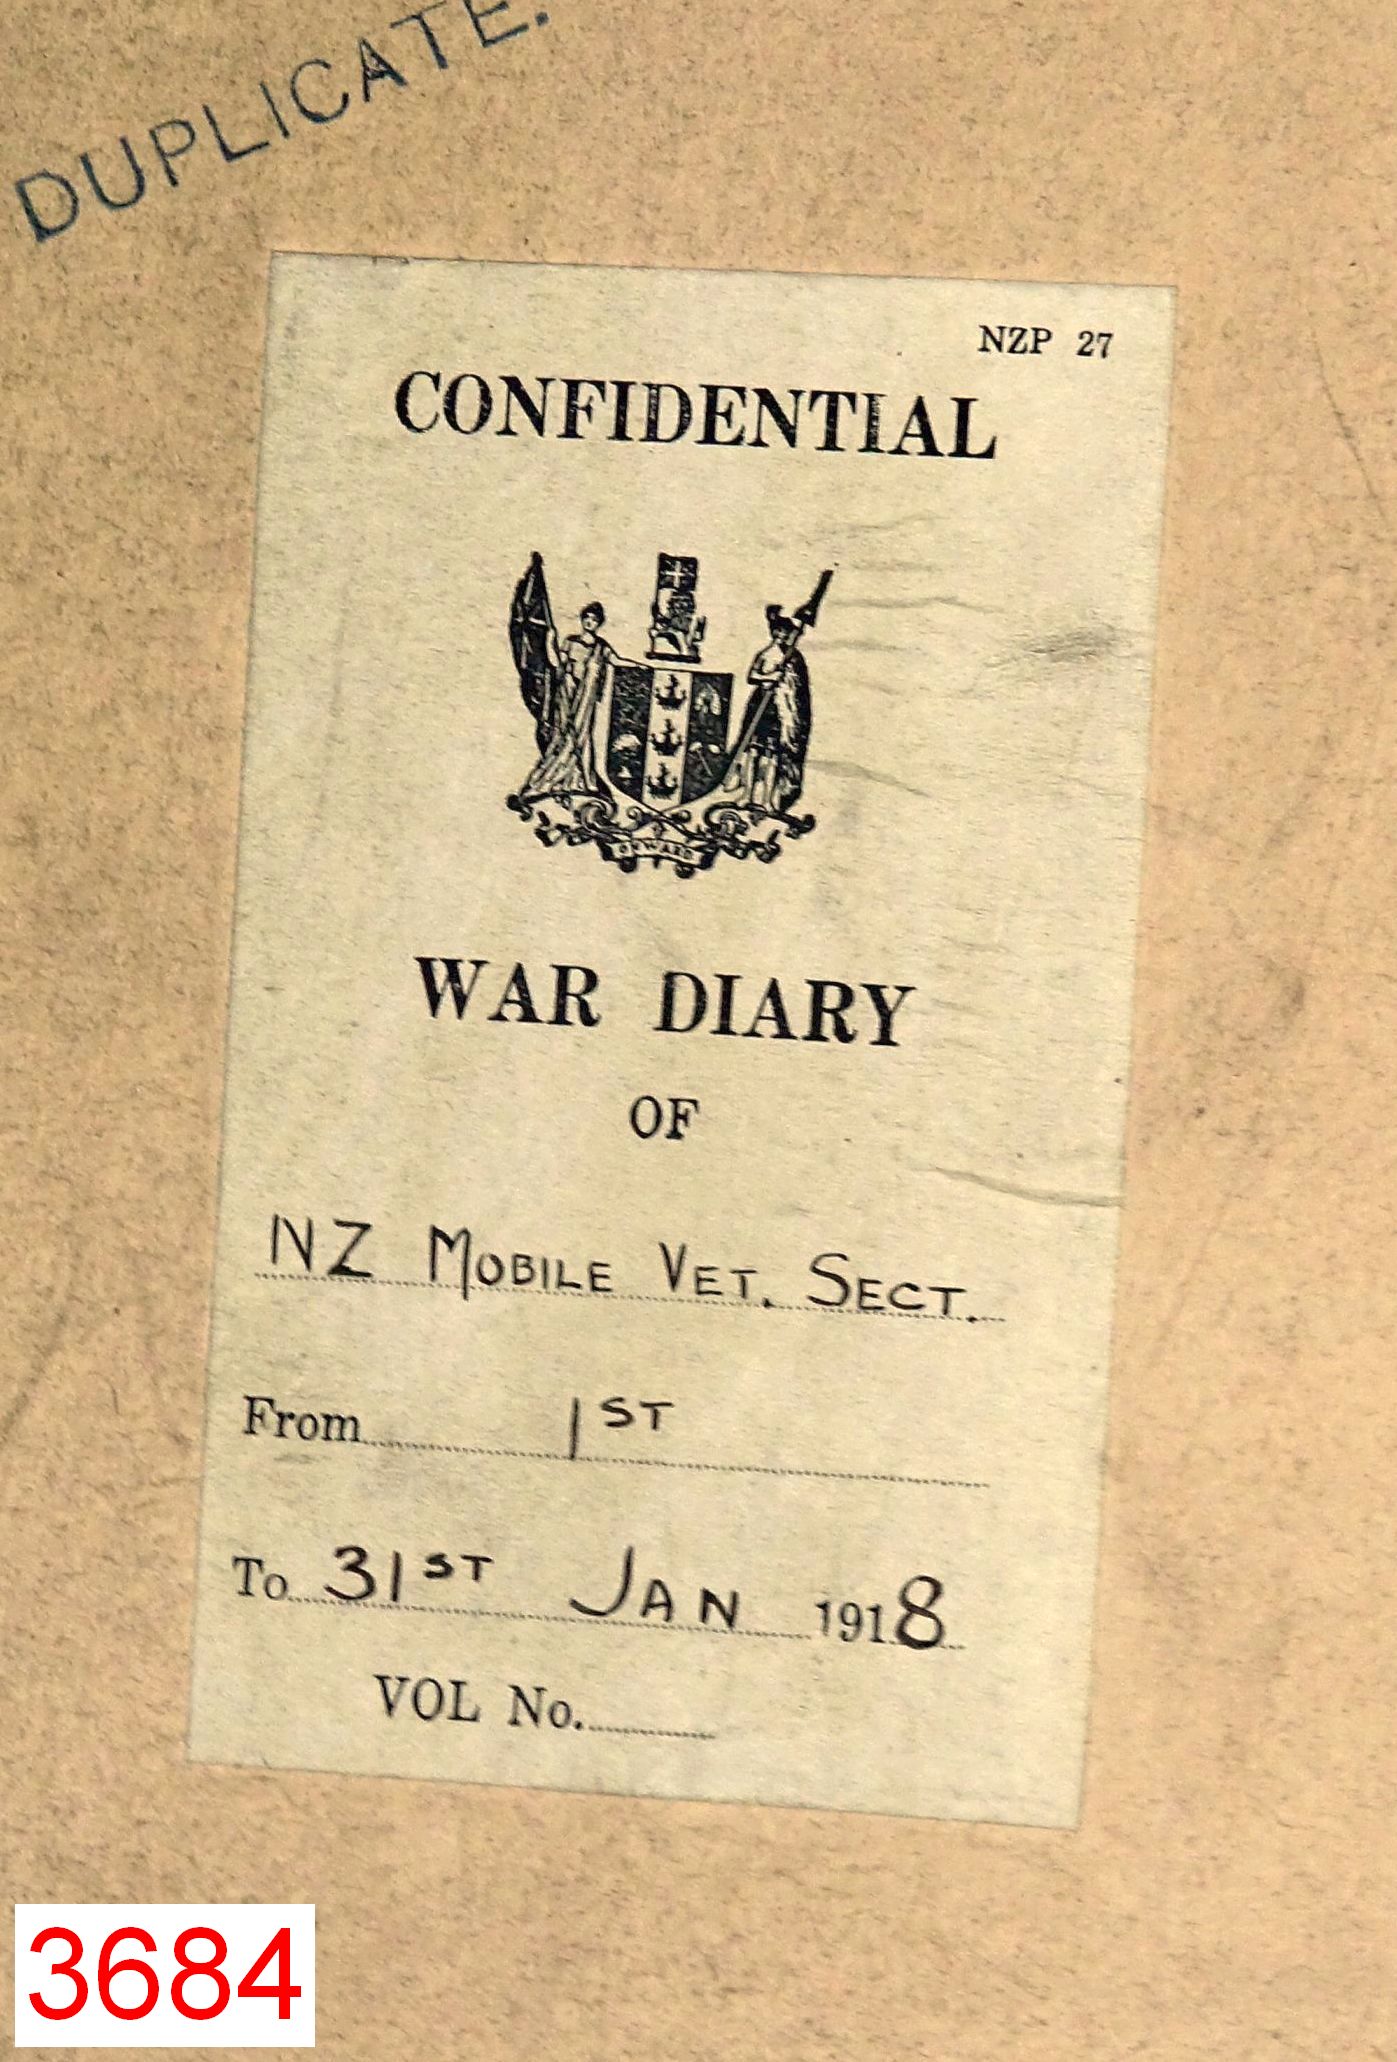 DUPLICATE.
NZP 27
CONFIDENTIAL
ONWARD
WAR DIARY
OF
NZ MOBILE VET. SECT.
From 1ST
To 31ST JAN 1918
VOL No.
3684